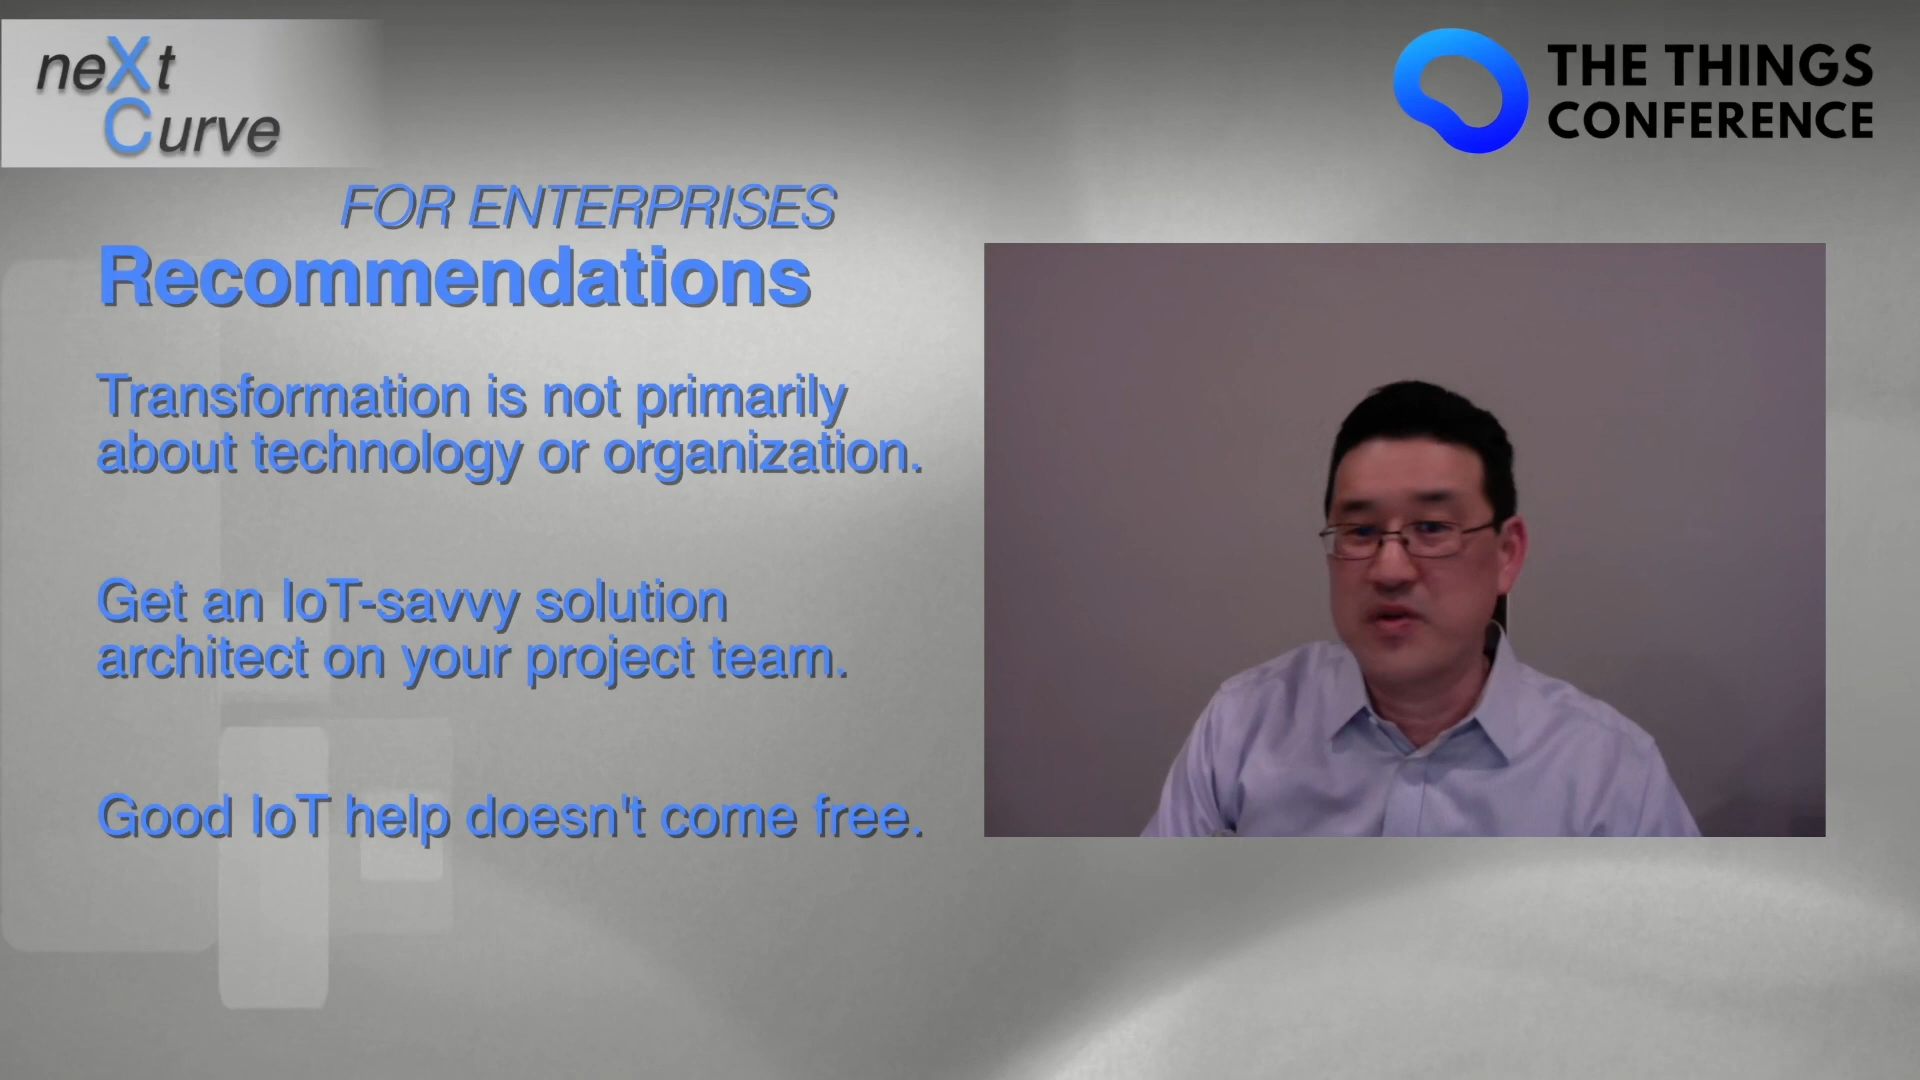 neXt
Curve
THE THINGS
CONFERENCE
FOR ENTERPRISES
Recommendations
Transformation is not primarily
about technology or organization.
Get an IoT-savvy solution
architect on your project team.
Good IoT help doesn't come free.